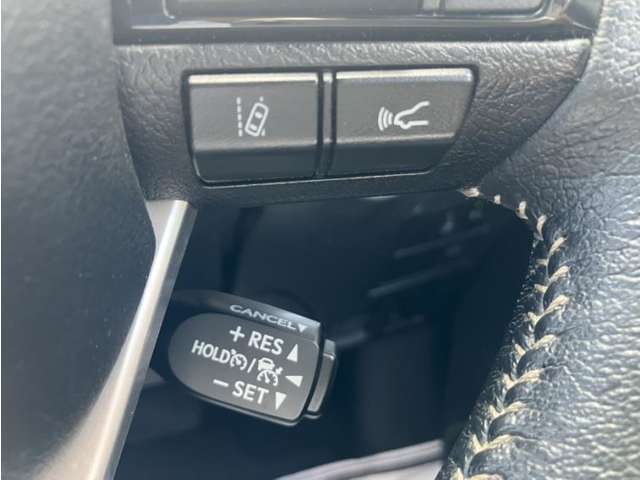 CANCEL▼
+ RES ▲
HOLD /
− SET ▼